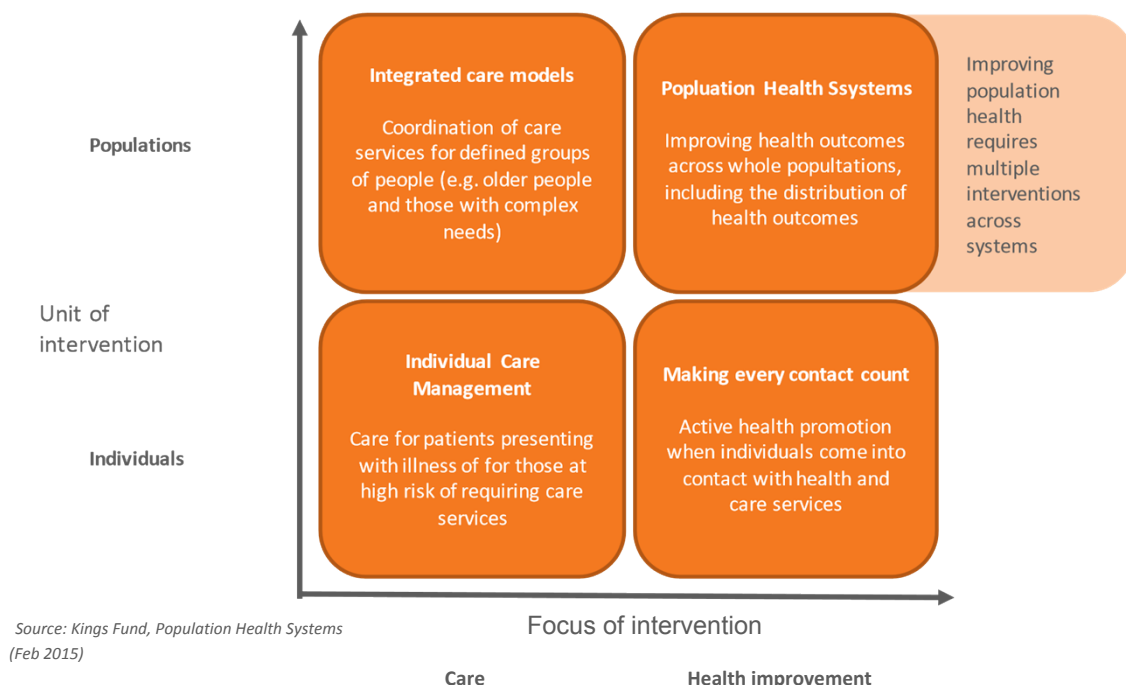 Integrated care models
Coordination of care
services for defined groups
of people (e.g. older people
and those with complex
needs)
Popluation Health Ssystems
Improving health outcomes
across whole popultations,
including the distribution of
health outcomes
Improving
population
health
requires
multiple
interventions
across
systems
Populations
Unit of
intervention
Individual Care
Management
Care for patients presenting
with illness of for those at
high risk of requiring care
services
Making every contact count
Active health promotion
when individuals come into
contact with health and
care services
Individuals
Source: Kings Fund, Population Health Systems
(Feb 2015)
Focus of intervention
Care
Health improvement